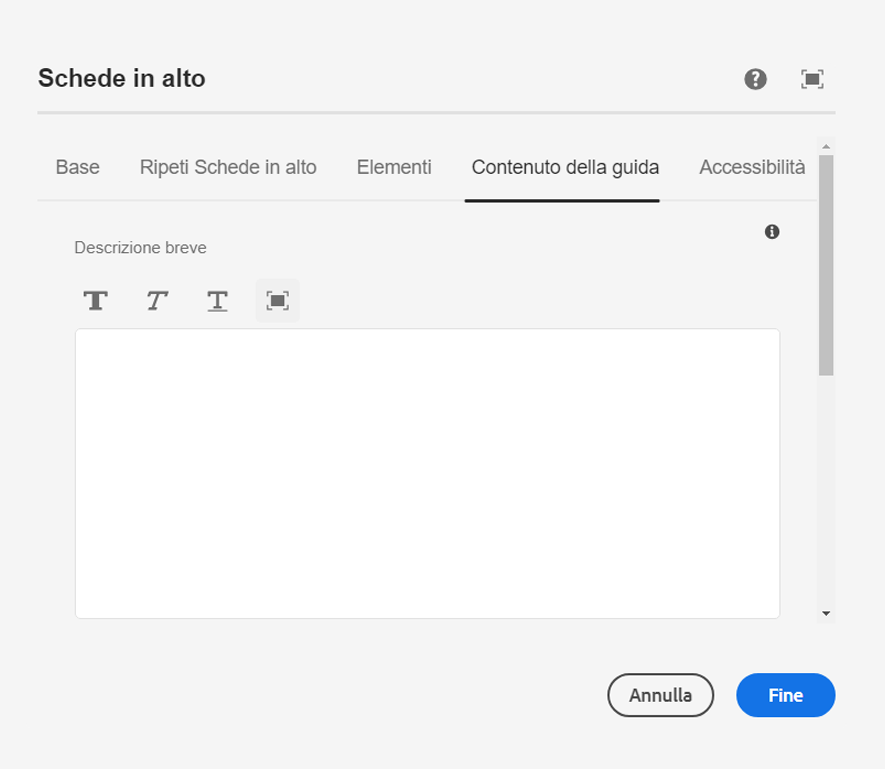 Schede in alto
Base Ripeti Schede in alto Elementi Contenuto della guida Accessibilità
Descrizione breve
T T T
Annulla Fine